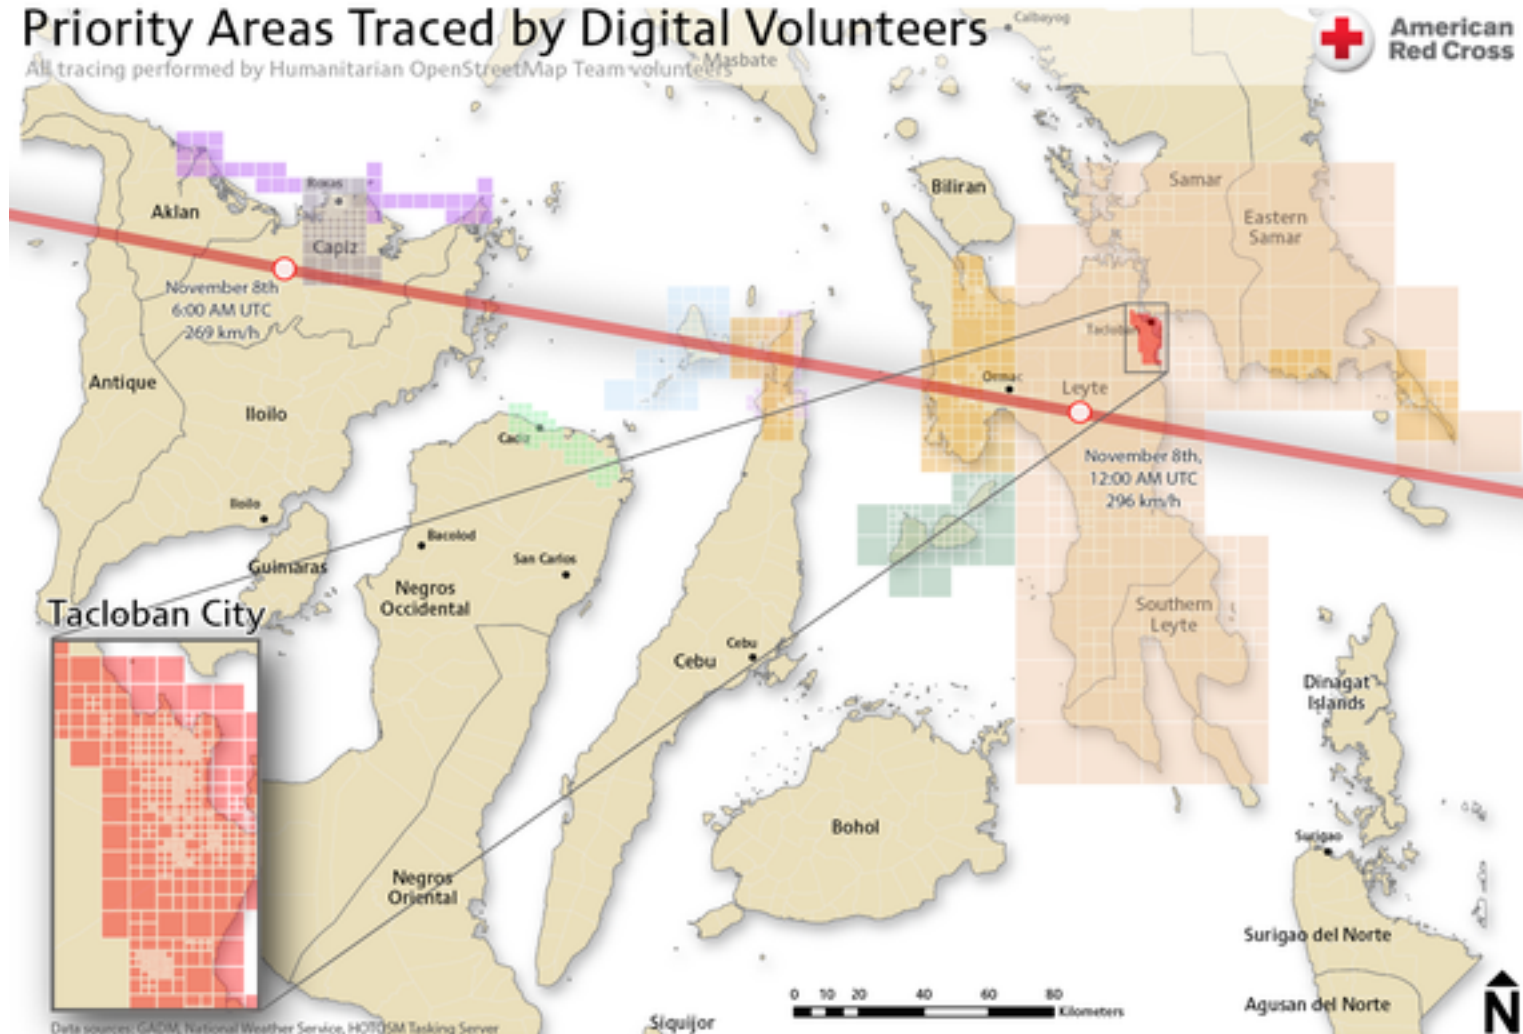 Priority Areas Traced by Digital Volunteers
All tracing performed by Humanitarian OpenStreetMap Team volunteers
American
Red Cross
Calbayog
Masbate
Roxas
Aklan
Capiz
November 8th
6:00 AM UTC
269 km/h
Antique
Iloilo
Iloilo
Guimaras
Cadiz
Bacolod
San Carlos
Negros
Occidental
Negros
Oriental
Cebu
Cebu
Bohol
Siquijor
Biliran
Samar
Eastern
Samar
Tacloban
Ormac
Leyte
November 8th,
12:00 AM UTC
296 km/h
Southern
Leyte
Dinagat
Islands
Surigao
Surigao del Norte
Agusan del Norte
Tacloban City
0 10 20 40 60 80
Kilometers
N
Data sources: GADM, National Weather Service, HOTOSM Tasking Server